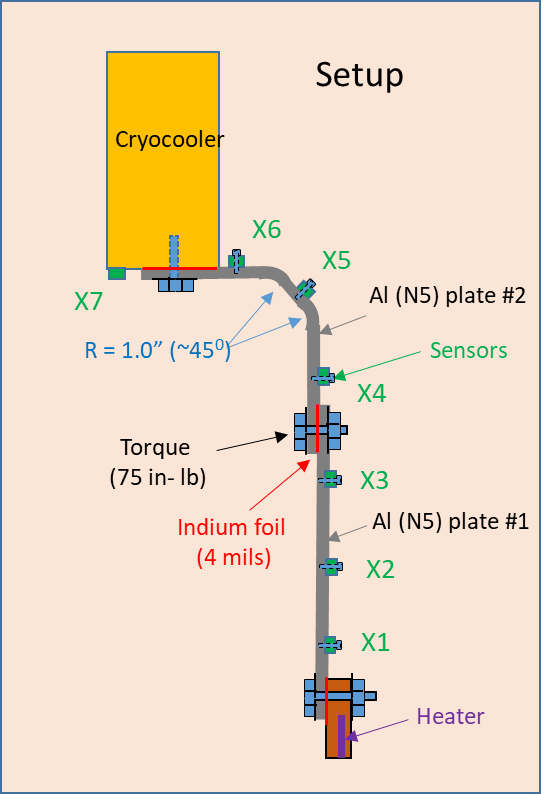 Setup
Cryocooler
X6
X5
X7
Al (N5) plate #2
R = 1.0” (~45⁰)
Sensors
X4
Torque
(75 in- lb)
X3
Indium foil
(4 mils)
Al (N5) plate #1
X2
X1
Heater